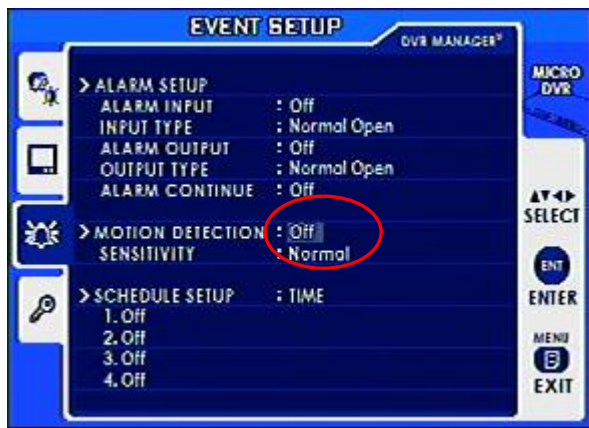 EVENT SETUP
DVR MANAGER®
> ALARM SETUP
ALARM INPUT : Off
INPUT TYPE : Normal Open
ALARM OUTPUT : Off
OUTPUT TYPE : Normal Open
ALARM CONTINUE : Off
> MOTION DETECTION : Off
SENSITIVITY : Normal
> SCHEDULE SETUP : TIME
1. Off
2. Off
3. Off
4. Off
MICRO
DVR
▲▼◀▶
SELECT
ENT
ENTER
MENU
EXIT